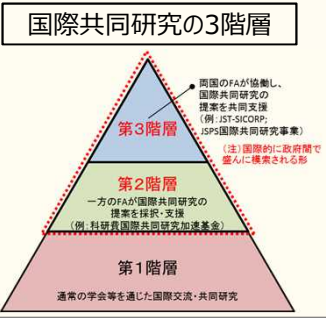 国際共同研究の3階層
両国のFAが協働し、
国際共同研究の
提案を共同支援
(例:JST-SICORP;
JSPS国際共同研究事業)
(注)国際的に政府間で
盛んに模索される形
第3階層
第2階層
一方のFAが国際共同研究の
提案を採択・支援
(例:科研費国際共同研究加速基金)
第1階層
通常の学会等を通じた国際交流・共同研究